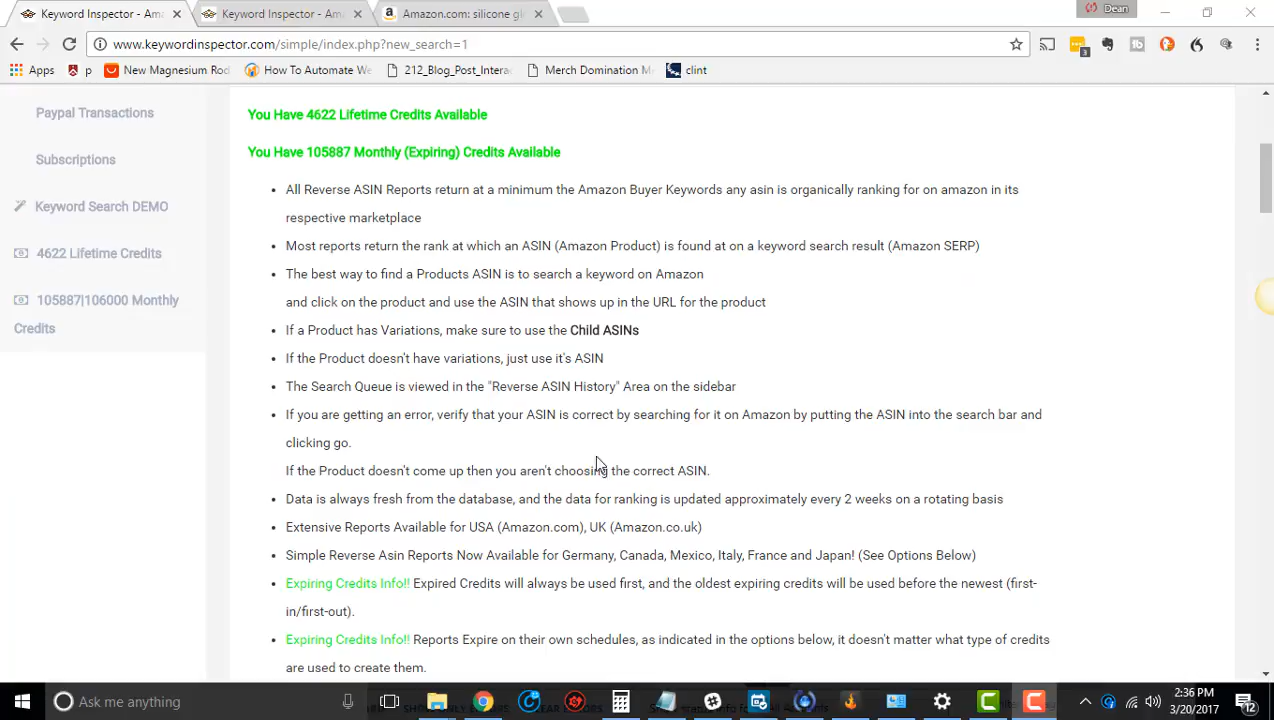 Keyword Inspector - Ama
Keyword Inspector - Ama
Amazon.com: silicone gl
Dean
www.keywordinspector.com/simple/index.php?new_search=1
3
Apps
p
New Magnesium Rod
How To Automate We
212_Blog_Post_Intera
Merch Domination M
clint
Paypal Transactions
Subscriptions
Keyword Search DEMO
4622 Lifetime Credits
105887|106000 Monthly
Credits
You Have 4622 Lifetime Credits Available
You Have 105887 Monthly (Expiring) Credits Available
All Reverse ASIN Reports return at a minimum the Amazon Buyer Keywords any asin is organically ranking for on amazon in its
respective marketplace
Most reports return the rank at which an ASIN (Amazon Product) is found at on a keyword search result (Amazon SERP)
The best way to find a Products ASIN is to search a keyword on Amazon
and click on the product and use the ASIN that shows up in the URL for the product
If a Product has Variations, make sure to use the Child ASINs
If the Product doesn't have variations, just use it's ASIN
The Search Queue is viewed in the "Reverse ASIN History" Area on the sidebar
If you are getting an error, verify that your ASIN is correct by searching for it on Amazon by putting the ASIN into the search bar and
clicking go.
If the Product doesn't come up then you aren't choosing the correct ASIN.
Data is always fresh from the database, and the data for ranking is updated approximately every 2 weeks on a rotating basis
Extensive Reports Available for USA (Amazon.com), UK (Amazon.co.uk)
Simple Reverse Asin Reports Now Available for Germany, Canada, Mexico, Italy, France and Japan! (See Options Below)
Expiring Credits Info!! Expired Credits will always be used first, and the oldest expiring credits will be used before the newest (first-
in/first-out).
Expiring Credits Info!! Reports Expire on their own schedules, as indicated in the options below, it doesn't matter what type of credits
are used to create them.
Ask me anything
2:36 PM
3/20/2017
12